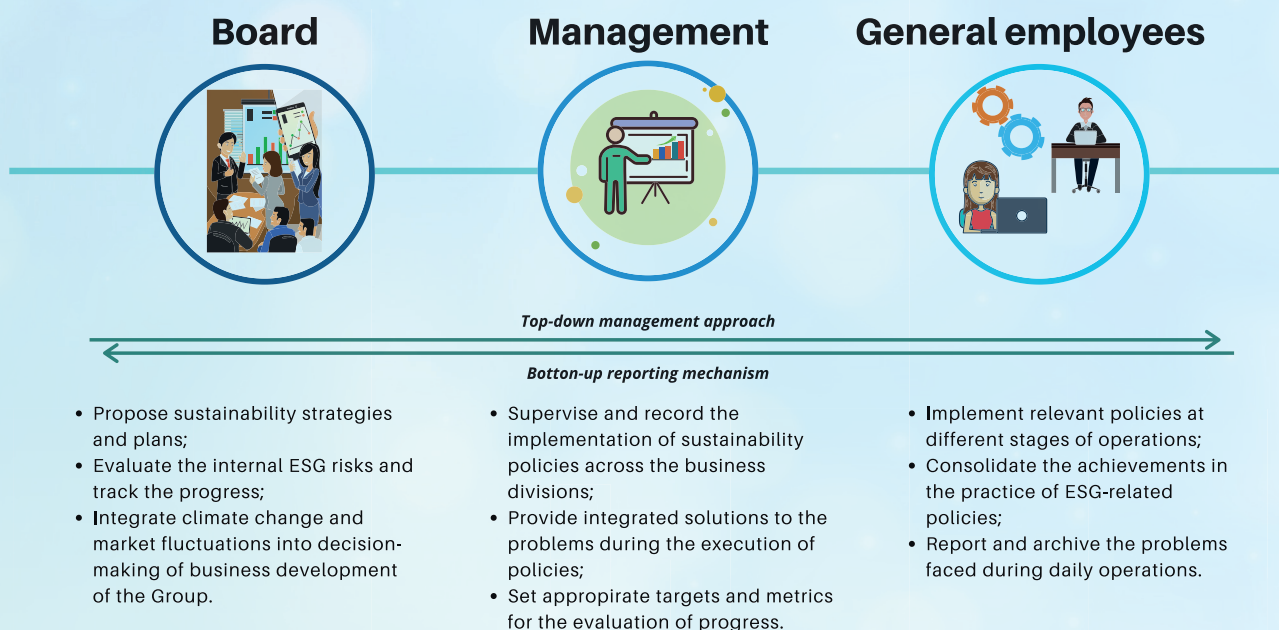 Board
Management
General employees
Top-down management approach
Botton-up reporting mechanism
• Propose sustainability strategies
and plans;
• Evaluate the internal ESG risks and
track the progress;
• Integrate climate change and
market fluctuations into decision-
making of business development
of the Group.
• Supervise and record the
implementation of sustainability
policies across the business
divisions;
• Provide integrated solutions to the
problems during the execution of
policies;
• Set appropirate targets and metrics
for the evaluation of progress.
• Implement relevant policies at
different stages of operations;
• Consolidate the achievements in
the practice of ESG-related
policies;
• Report and archive the problems
faced during daily operations.